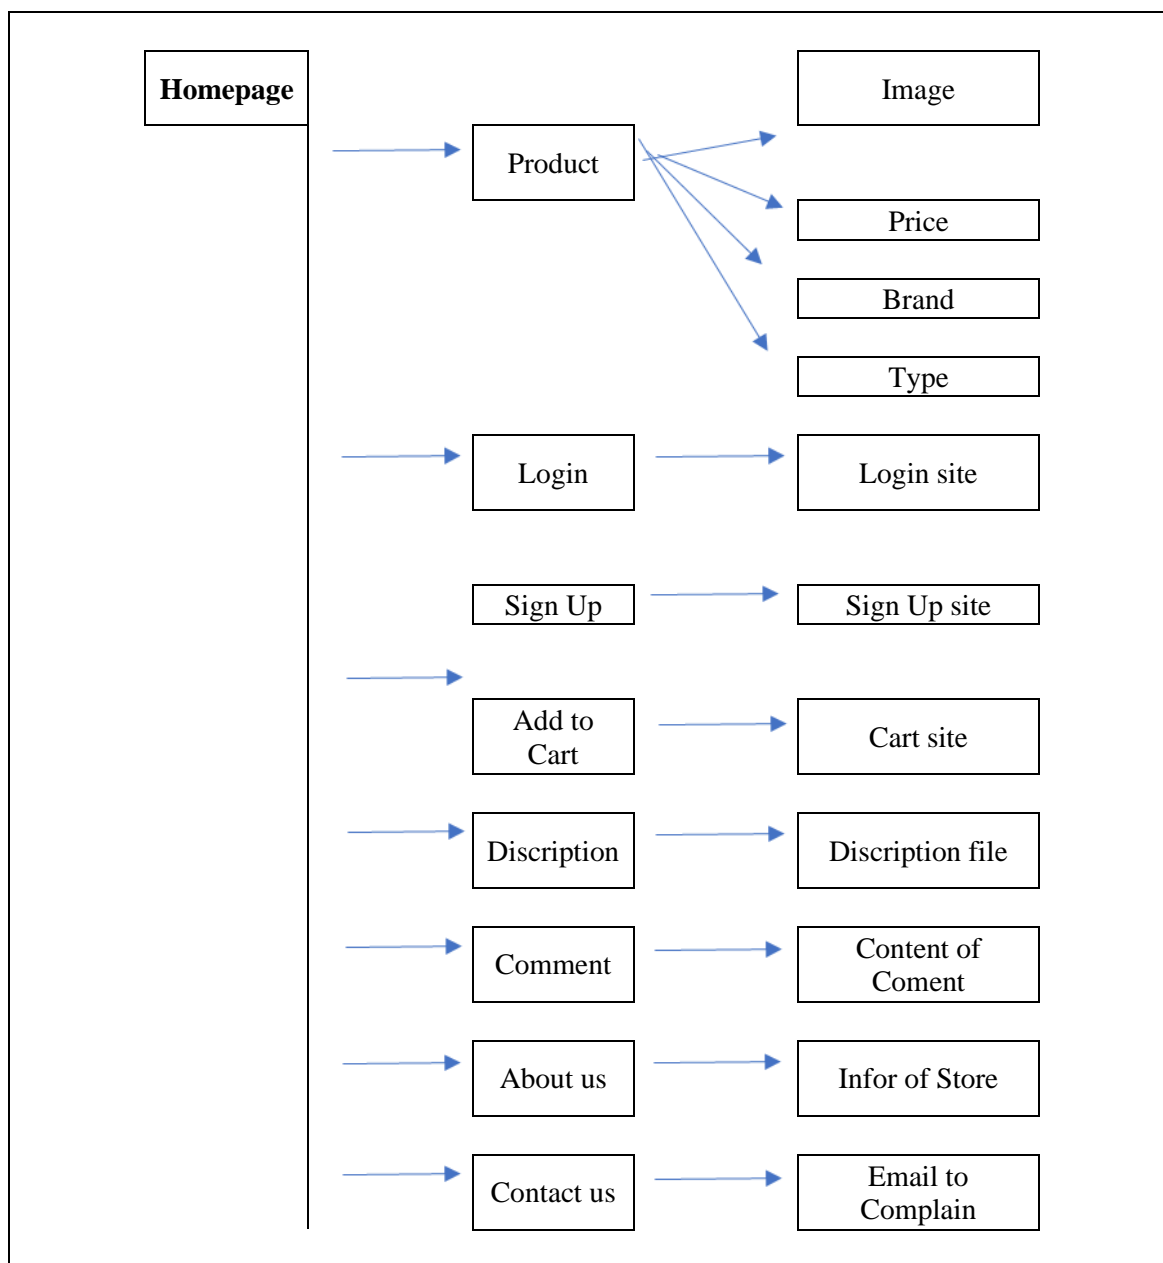 Homepage
Image
Product
Price
Brand
Type
Login
Login site
Sign Up
Sign Up site
Add to
Cart
Cart site
Discription
Discription file
Comment
Content of
Coment
About us
Infor of Store
Contact us
Email to
Complain